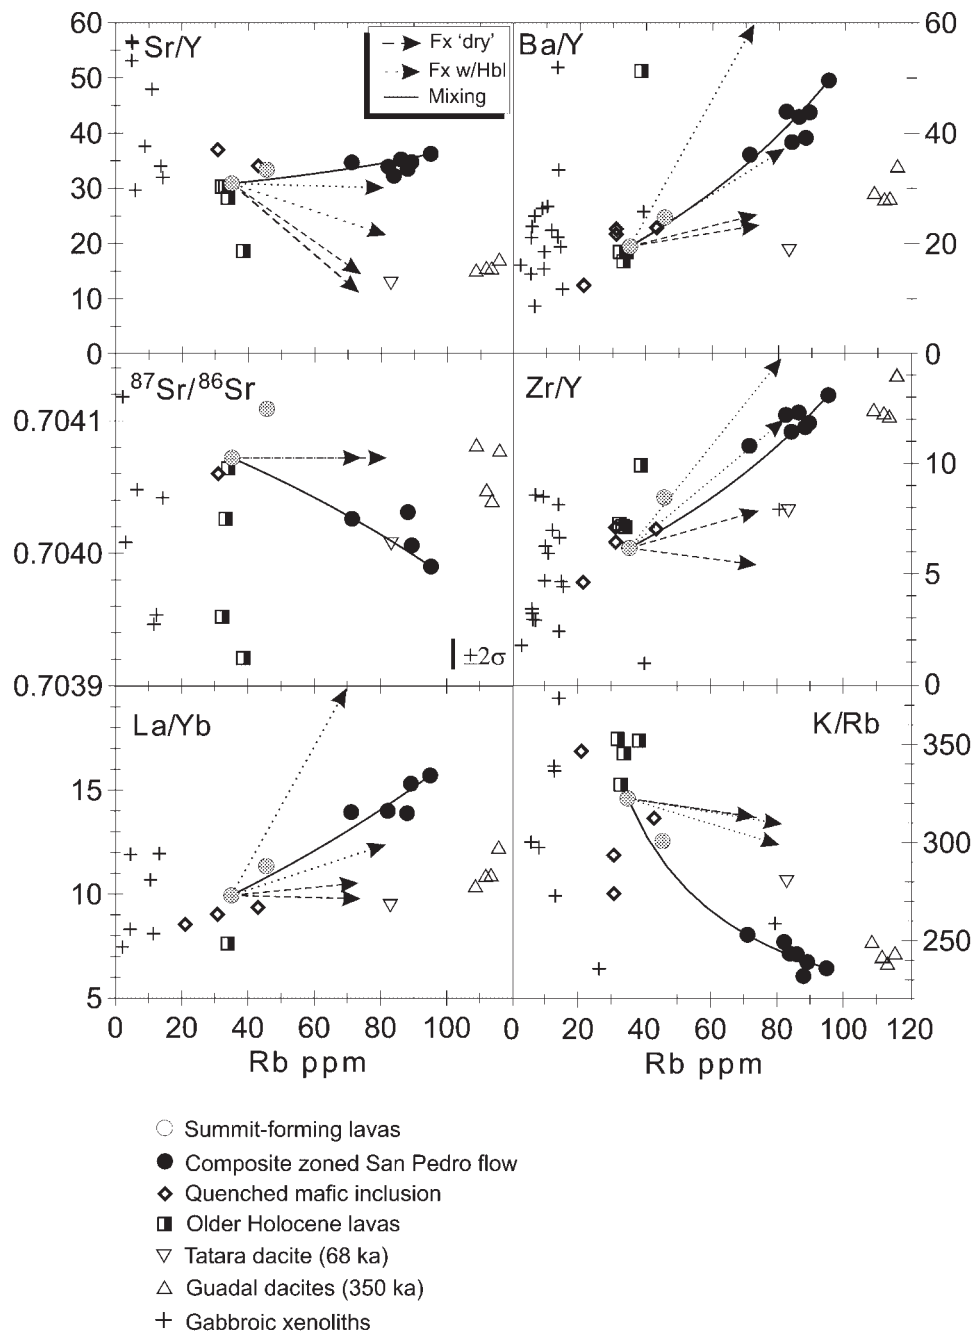 60
50
40
30
20
10
0
Sr/Y
Fx 'dry'
Fx w/Hbl
Mixing
Ba/Y
60
40
20
0
87Sr/86Sr
0.7041
0.7040
0.7039
±2σ
Zr/Y
10
5
0
La/Yb
15
10
5
0 20 40 60 80 100
Rb ppm
K/Rb
350
300
250
0 20 40 60 80 100 120
Rb ppm
Summit-forming lavas
Composite zoned San Pedro flow
Quenched mafic inclusion
Older Holocene lavas
Tatara dacite (68 ka)
Guadal dacites (350 ka)
Gabbroic xenoliths